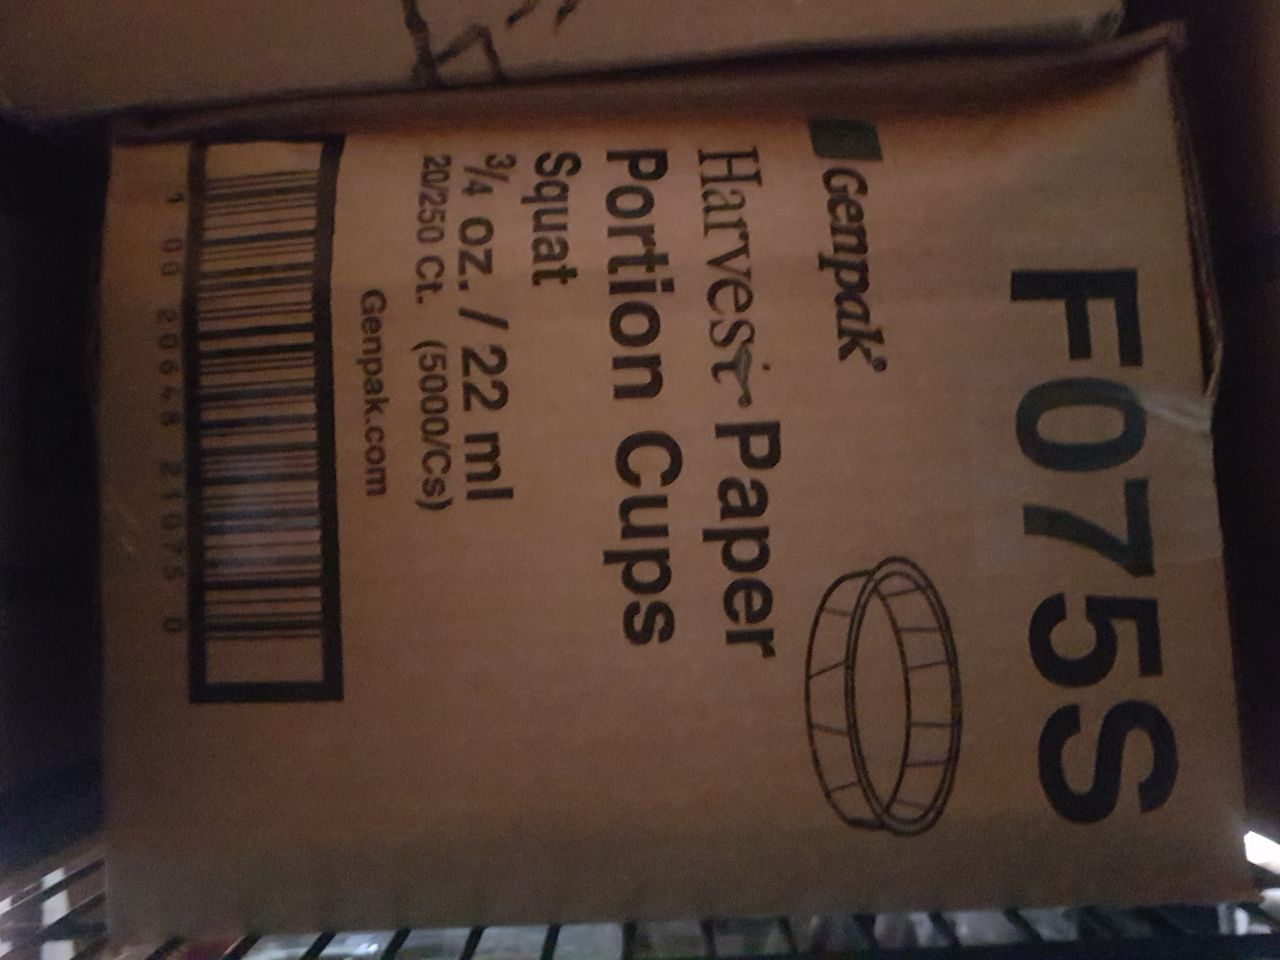 F075S
Genpak®
Harvest Paper
Portion Cups
Squat
3/4 oz. / 22 ml
20/250 Ct. (5000/Cs)
Genpak.com
1 00 20648 21075 0